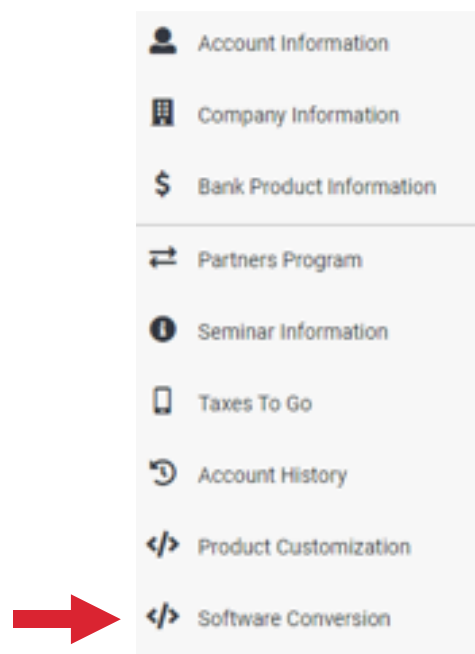 Account Information
Company Information
Bank Product Information
Partners Program
Seminar Information
Taxes To Go
Account History
Product Customization
Software Conversion